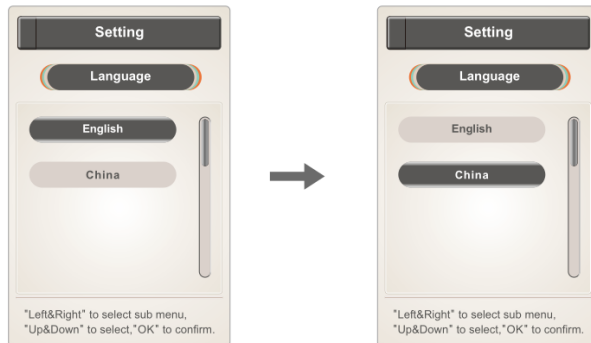 Setting
Language
English
China
"Left&Right" to select sub menu,
"Up&Down" to select,"OK" to confirm.
Setting
Language
English
China
"Left&Right" to select sub menu,
"Up&Down" to select,"OK" to confirm.